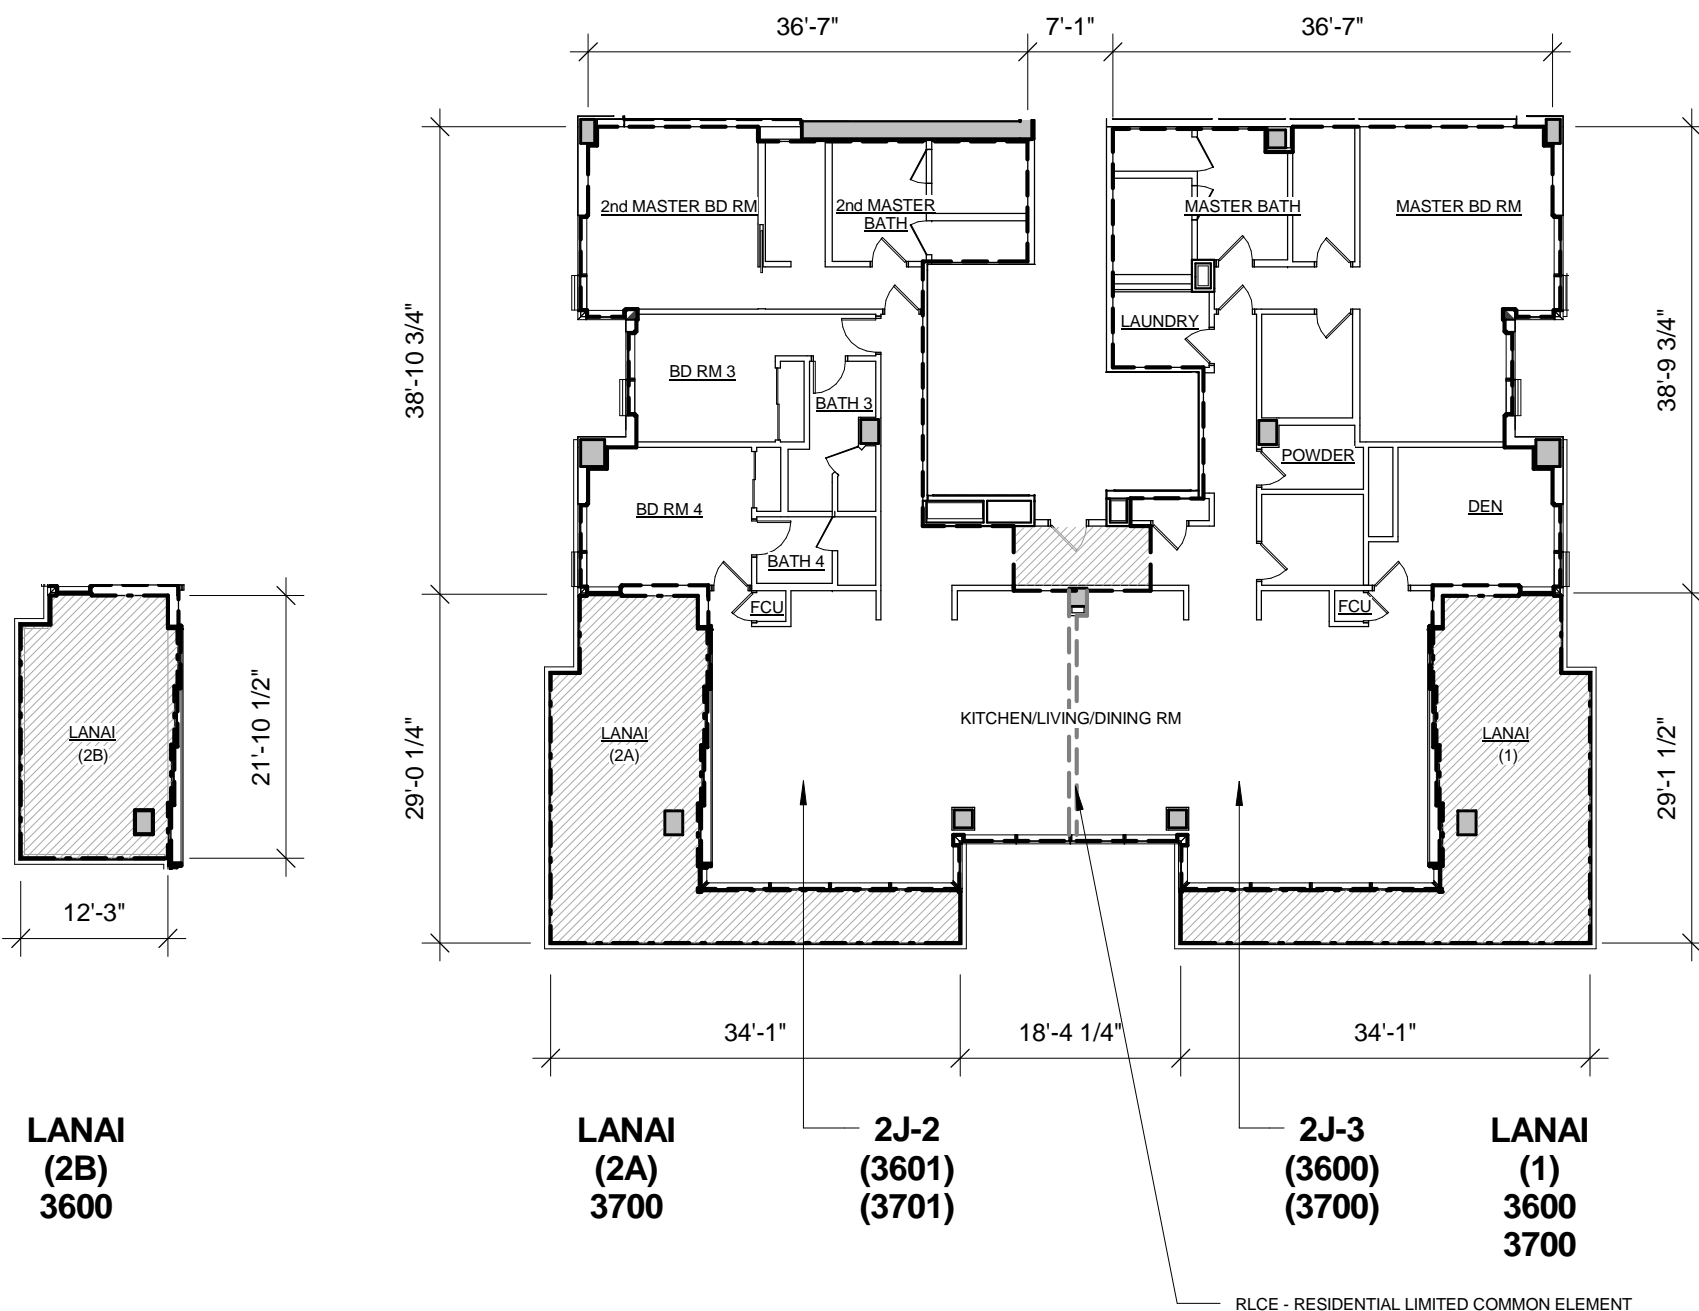 36'-7"
7'-1"
36'-7"
2nd MASTER BD RM
2nd MASTER
BATH
MASTER BATH
MASTER BD RM
38'-10 3/4"
38'-9 3/4"
LAUNDRY
BD RM 3
BATH 3
POWDER
BD RM 4
DEN
BATH 4
FCU
FCU
LANAI
(2B)
21'-10 1/2"
12'-3"
29'-0 1/4"
LANAI
(2A)
KITCHEN/LIVING/DINING RM
LANAI
(1)
29'-1 1/2"
34'-1"
18'-4 1/4"
34'-1"
LANAI
(2B)
3600
LANAI
(2A)
3700
2J-2
(3601)
(3701)
2J-3
(3600)
(3700)
LANAI
(1)
3600
3700
RLCE - RESIDENTIAL LIMITED COMMON ELEMENT